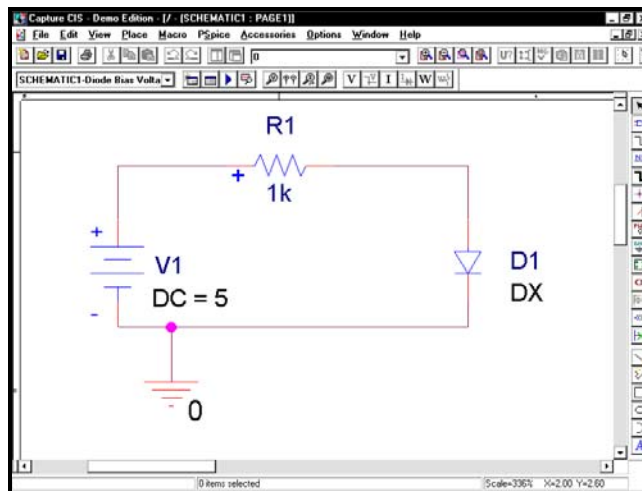 Capture CIS - Demo Edition - [/ - (SCHEMATIC1 : PAGE1)]
File Edit View Place Macro PSpice Accessories Options Window Help
0
U?
SCHEMATIC1-Diode Bias Volta
V I W
R1
+
1k
+
V1
DC = 5
-
D1
DX
0
0 items selected
Scale=336% X=2.00 Y=2.60